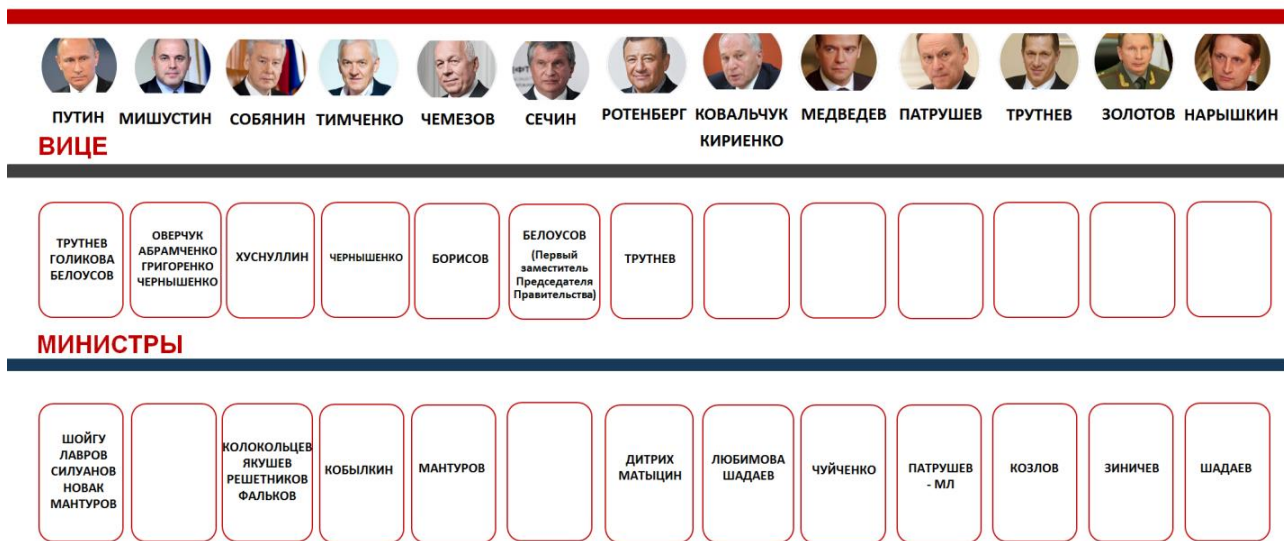 ПУТИН МИШУСТИН СОБЯНИН ТИМЧЕНКО ЧЕМЕЗОВ СЕЧИН РОТЕНБЕРГ КОВАЛЬЧУК МЕДВЕДЕВ ПАТРУШЕВ ТРУТНЕВ ЗОЛОТОВ НАРЫШКИН
КИРИЕНКО
ВИЦЕ
ТРУТНЕВ
ГОЛИКОВА
БЕЛОУСОВ
ОВЕРЧУК
АБРАМЧЕНКО
ГРИГОРЕНКО
ЧЕРНЫШЕНКО
ХУСНУЛЛИН
ЧЕРНЫШЕНКО
БОРИСОВ
БЕЛОУСОВ
(Первый
заместитель
Председателя
Правительства)
ТРУТНЕВ
МИНИСТРЫ
ШОЙГУ
ЛАВРОВ
СИЛУАНОВ
НОВАК
МАНТУРОВ
КОЛОКОЛЬЦЕВ
ЯКУШЕВ
РЕШЕТНИКОВ
ФАЛЬКОВ
КОБЫЛКИН
МАНТУРОВ
ДИТРИХ
МАТЫЦИН
ЛЮБИМОВА
ШАДАЕВ
ЧУЙЧЕНКО
ПАТРУШЕВ
- МЛ
КОЗЛОВ
ЗИНИЧЕВ
ШАДАЕВ